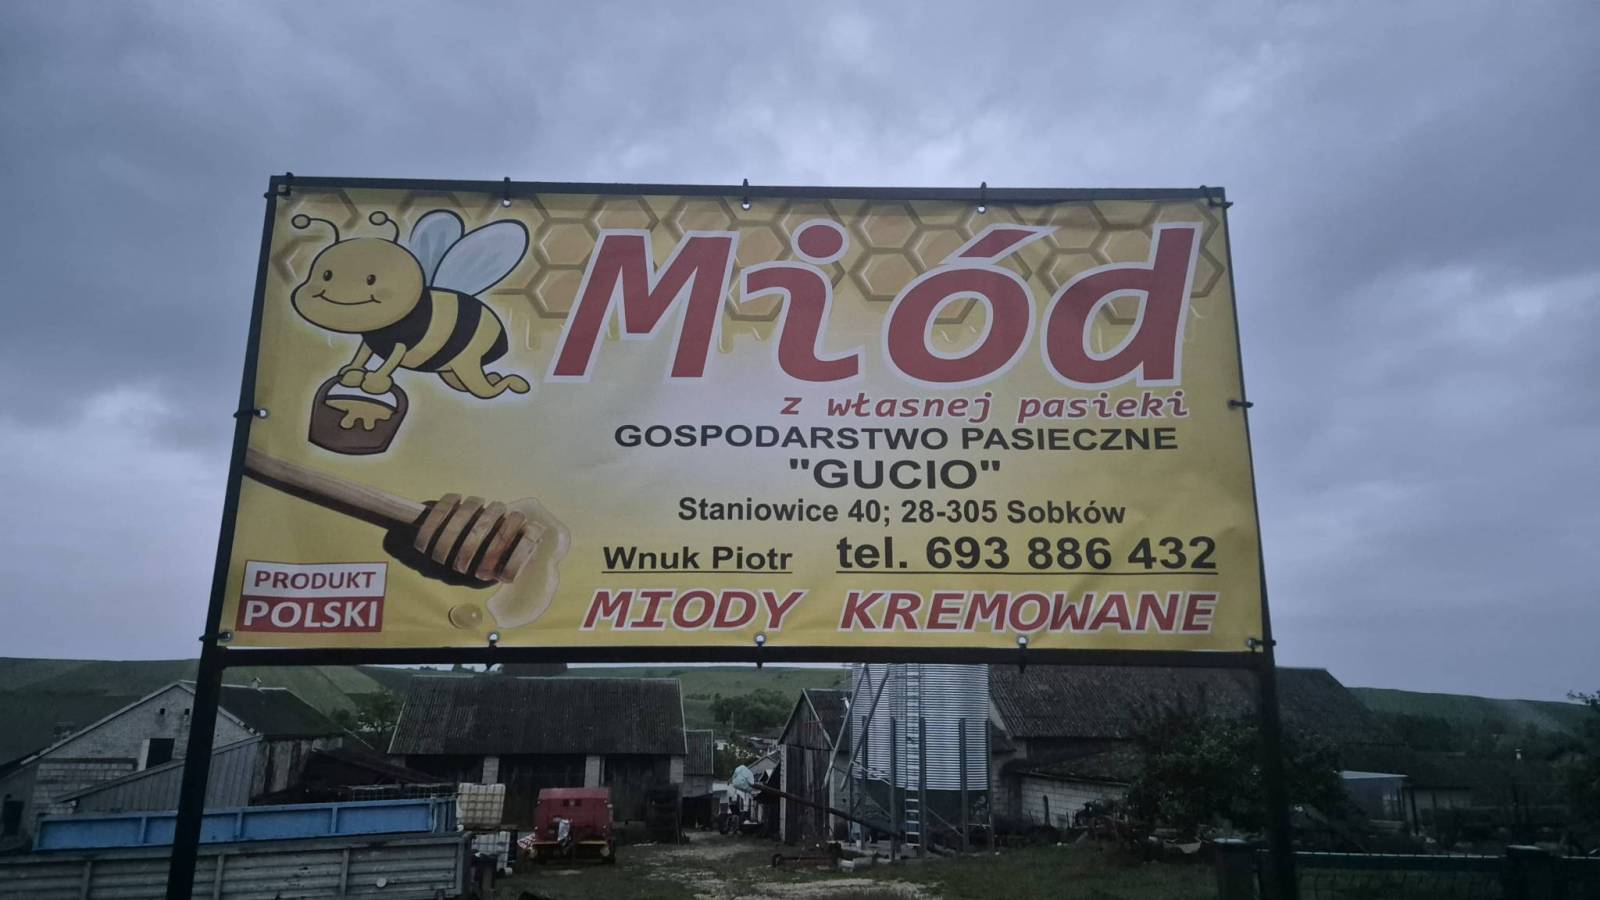 Miód
z własnej pasieki
GOSPODARSTWO PASIECZNE
"GUCIO"
Staniowice 40; 28-305 Sobków
Wnuk Piotr tel. 693 886 432
MIODY KREMOWANE
PRODUKT
POLSKI